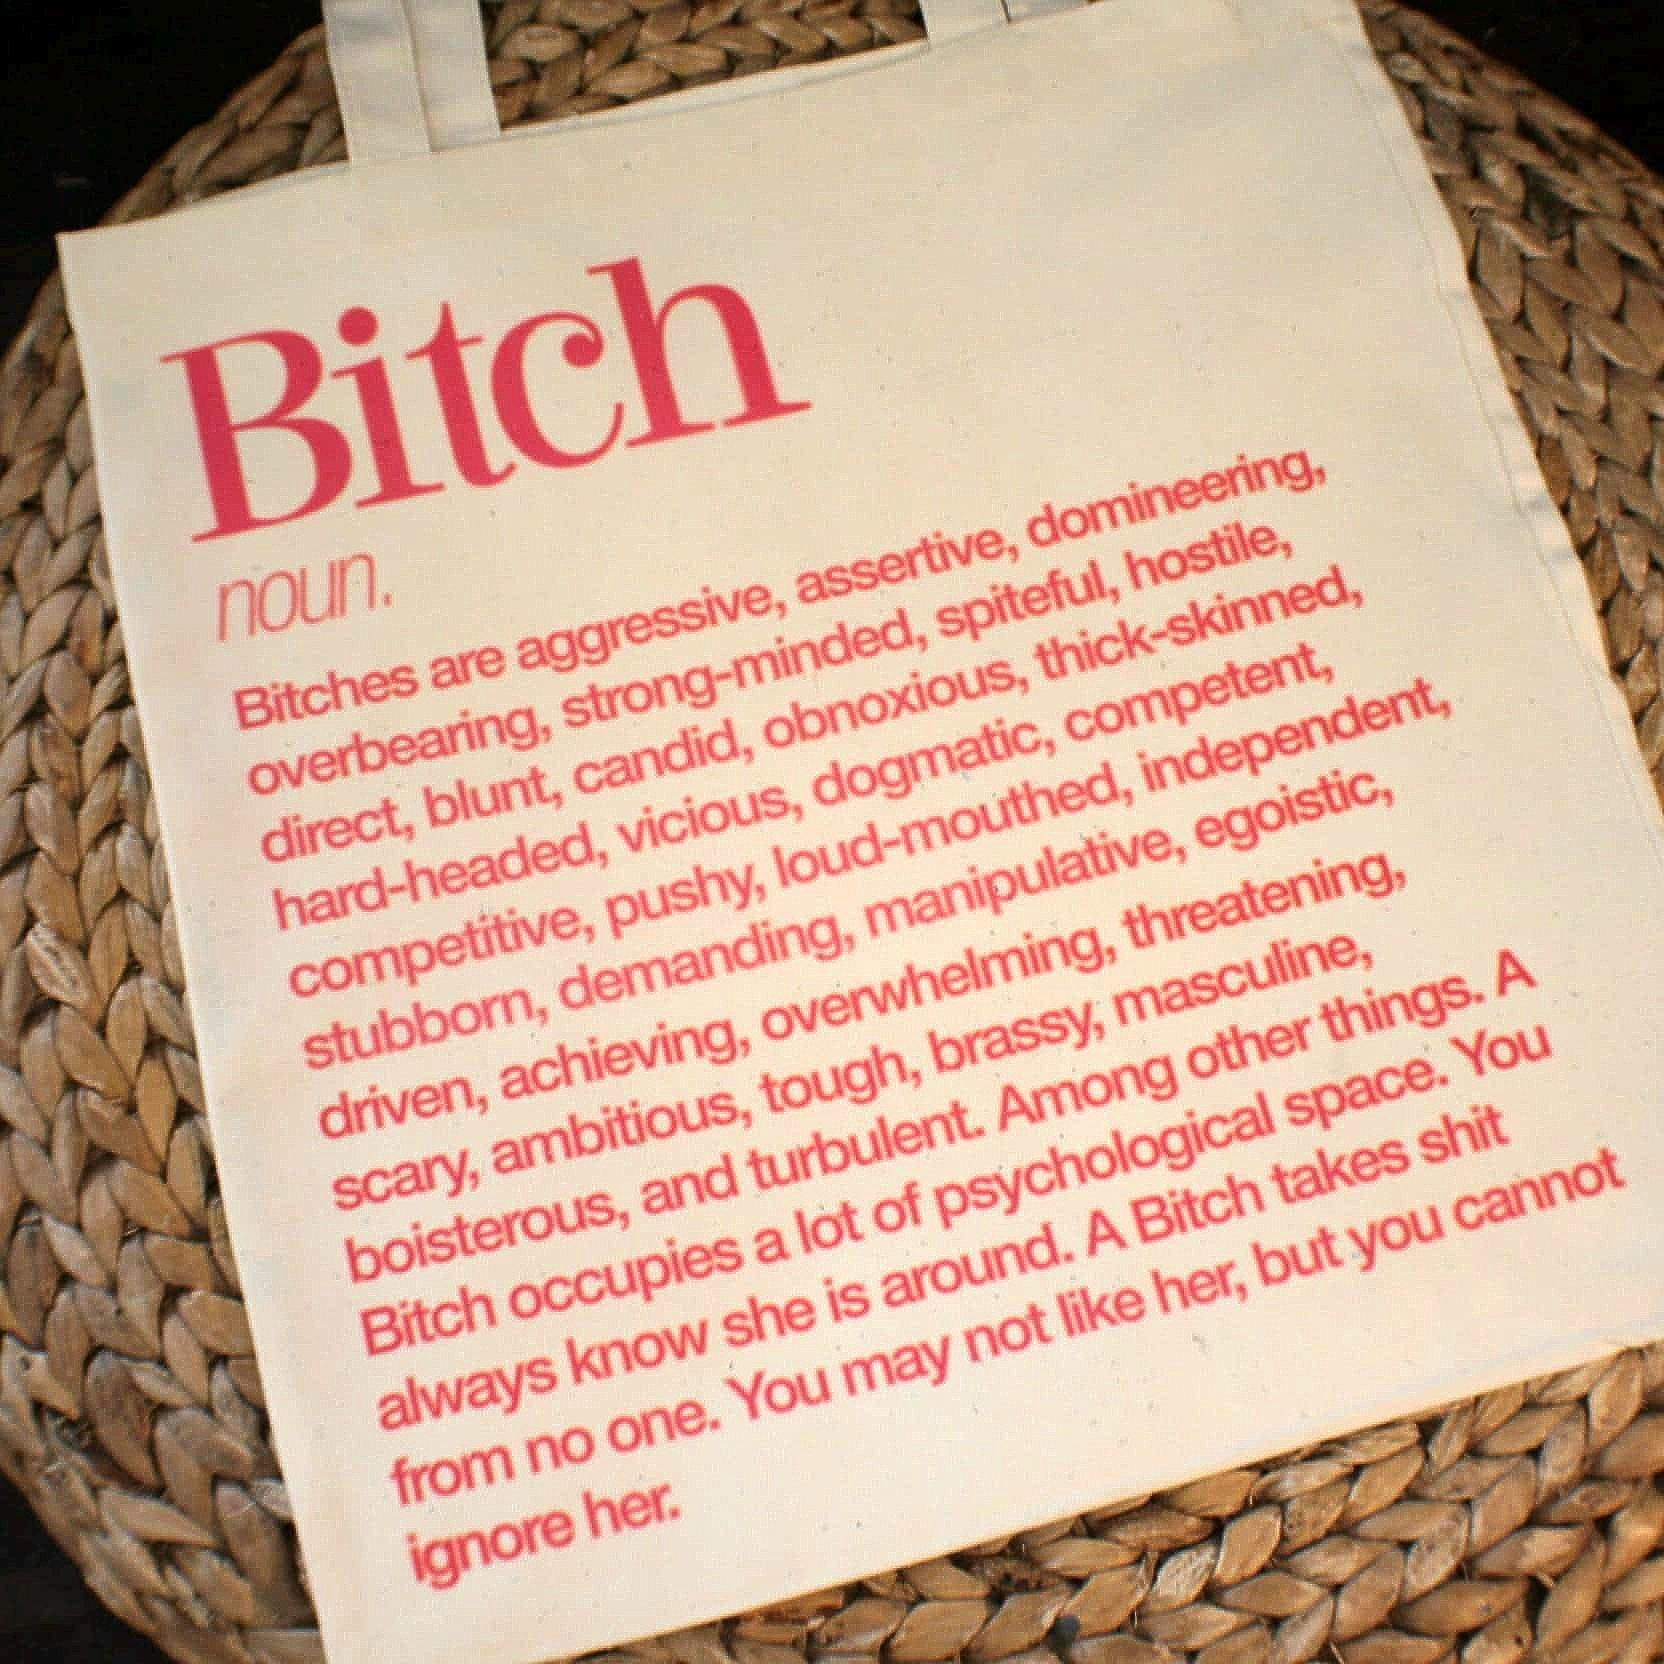 Bitch
noun.
Bitches are aggressive, assertive, domineering,
overbearing, strong-minded, spiteful, hostile,
direct, blunt, candid, obnoxious, thick-skinned,
hard-headed, vicious, dogmatic, competent,
competitive, pushy, loud-mouthed, independent,
stubborn, demanding, manipulative, egoistic,
driven, achieving, overwhelming, threatening,
scary, ambitious, tough, brassy, masculine,
boisterous, and turbulent. Among other things. A
Bitch occupies a lot of psychological space. You
always know she is around. A Bitch takes shit
from no one. You may not like her, but you cannot
ignore her.